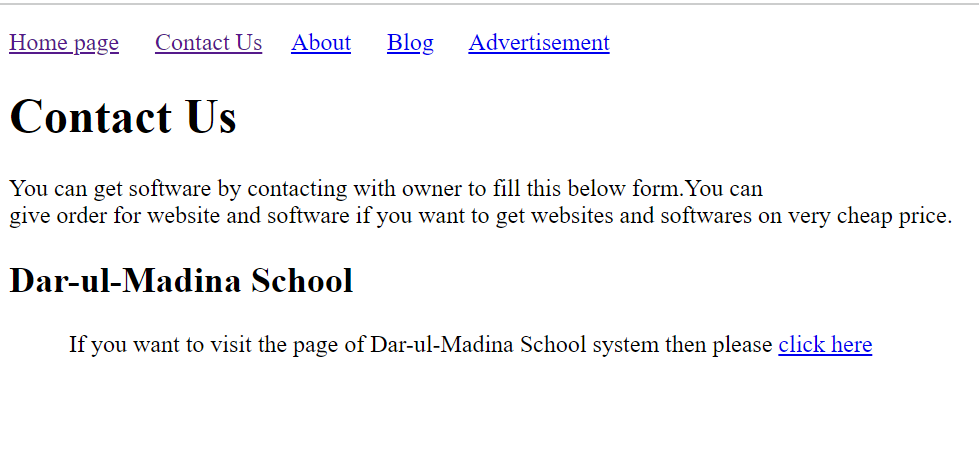 Home page Contact Us About Blog Advertisement
Contact Us
You can get software by contacting with owner to fill this below form.You can
give order for website and software if you want to get websites and softwares on very cheap price.
Dar-ul-Madina School
If you want to visit the page of Dar-ul-Madina School system then please click here